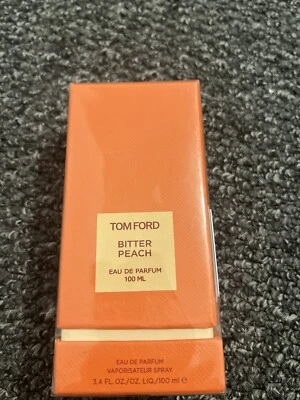 TOM FORD
BITTER
PEACH
EAU DE PARFUM
100 ML
EAU DE PARFUM
VAPORISATEUR SPRAY
3.4 FL.OZ./OZ. LIQ./100 ml ℮